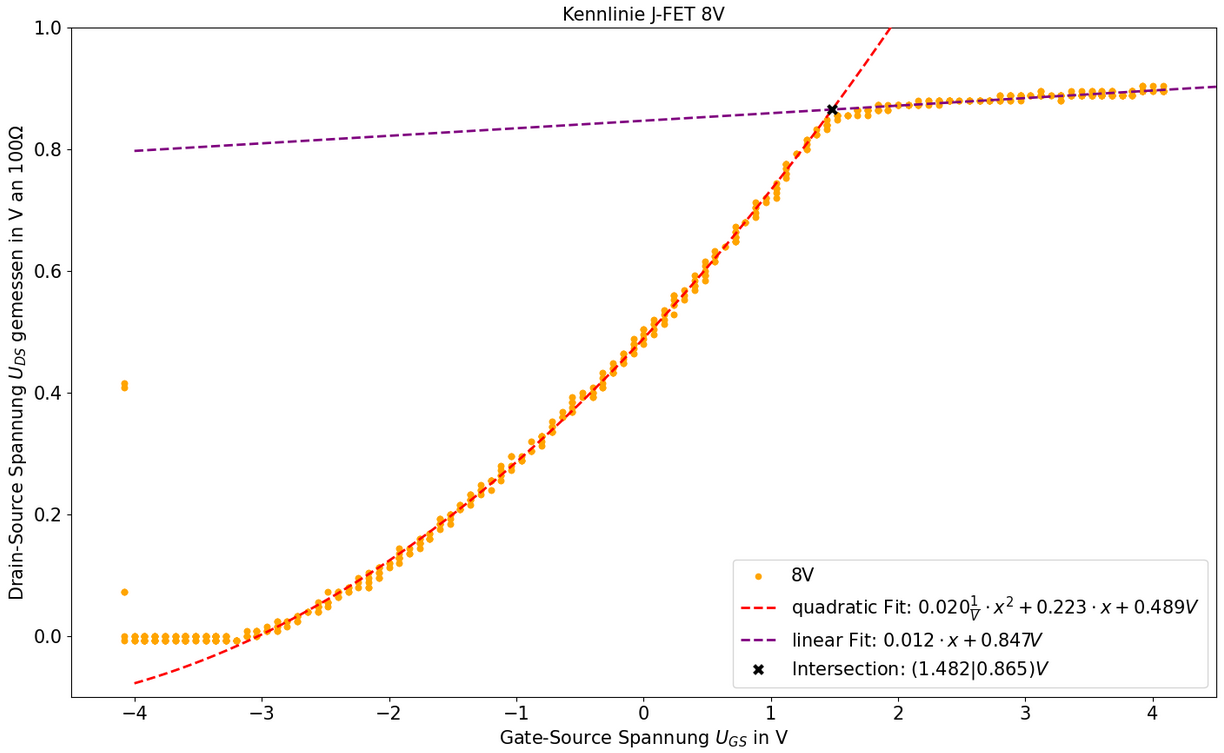 Kennlinie J-FET 8V
Drain-Source Spannung U_DS gemessen in V an 100Ω
1.0
0.8
0.6
0.4
0.2
0.0
8V
quadratic Fit: 0.020 1/V · x² + 0.223 · x + 0.489V
linear Fit: 0.012 · x + 0.847V
Intersection: (1.482|0.865)V
−4 −3 −2 −1 0 1 2 3 4
Gate-Source Spannung U_GS in V